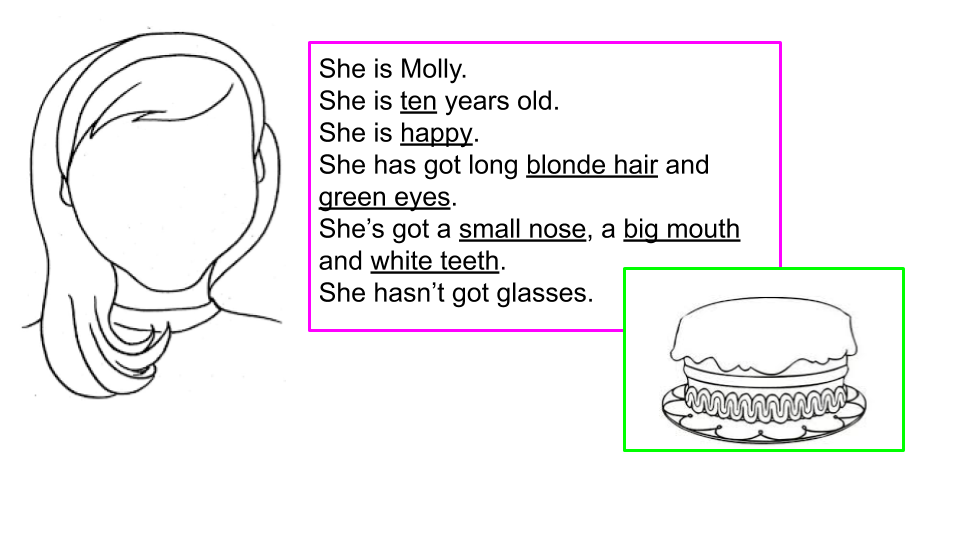 She is Molly.
She is ten years old.
She is happy.
She has got long blonde hair and
green eyes.
She’s got a small nose, a big mouth
and white teeth.
She hasn’t got glasses.